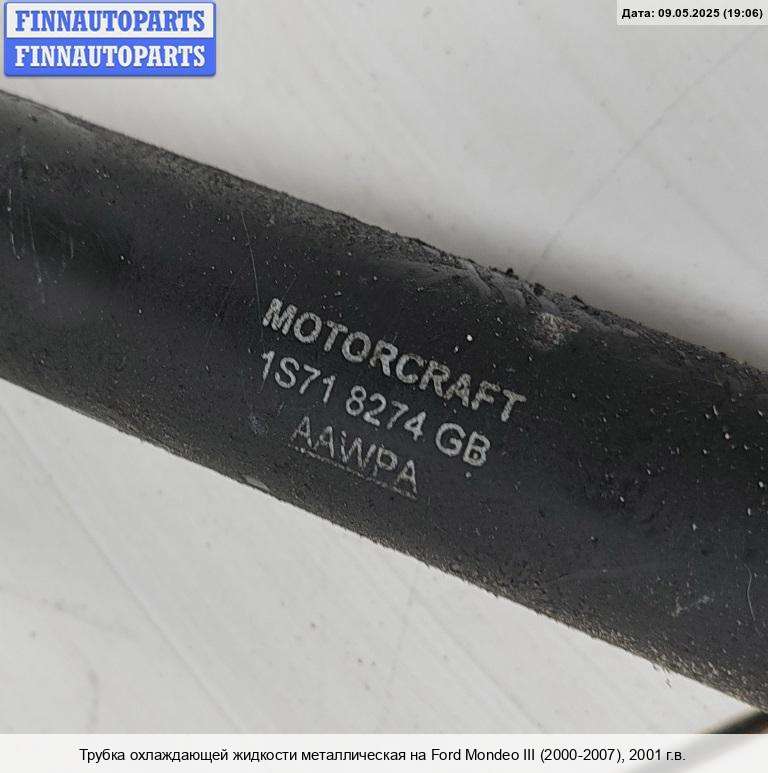 FINNAUTOPARTS
FINNAUTOPARTS
Дата: 09.05.2025 (19:06)
MOTORCRAFT
1S71 8274 GB
AAWPA
Трубка охлаждающей жидкости металлическая на Ford Mondeo III (2000-2007), 2001 г.в.